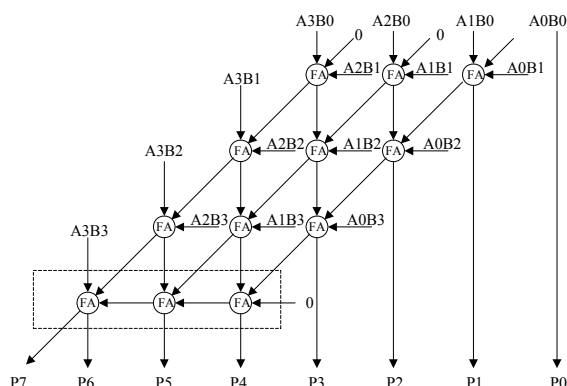 A3B0 A2B0 A1B0 A0B0
0 0
FA A2B1 FA A1B1 FA A0B1
A3B1
FA A2B2 FA A1B2 FA A0B2
A3B2
FA A2B3 FA A1B3 FA A0B3
A3B3
FA FA FA 0
P7 P6 P5 P4 P3 P2 P1 P0